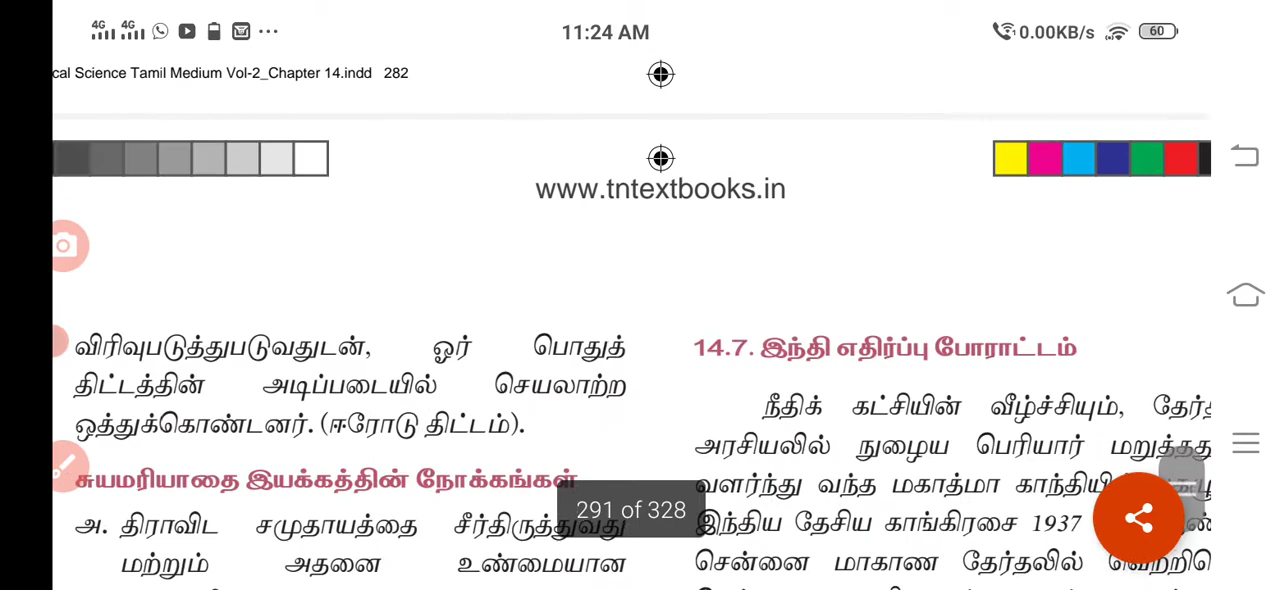 4G 4G 11:24 AM 0.00KB/s 60
cal Science Tamil Medium Vol-2_Chapter 14.indd 282
www.tntextbooks.in
விரிவுபடுத்துபடுவதுடன், ஓர் பொதுத்
திட்டத்தின் அடிப்படையில் செயலாற்ற
ஒத்துக்கொண்டனர். (ஈரோடு திட்டம்).
சுயமரியாதை இயக்கத்தின் நோக்கங்கள்
அ. திராவிட சமுதாயத்தை சீர்திருத்துவது
மற்றும் அதனை உண்மையான
291 of 328
14.7. இந்தி எதிர்ப்பு போராட்டம்
நீதிக் கட்சியின் வீழ்ச்சியும்,
அரசியலில் நுழைய பெரியார்
வளர்ந்து வந்த மகாத்மா
இந்திய தேசிய காங்கிரசை 1937
சென்னை மாகாண தேர்தலில்